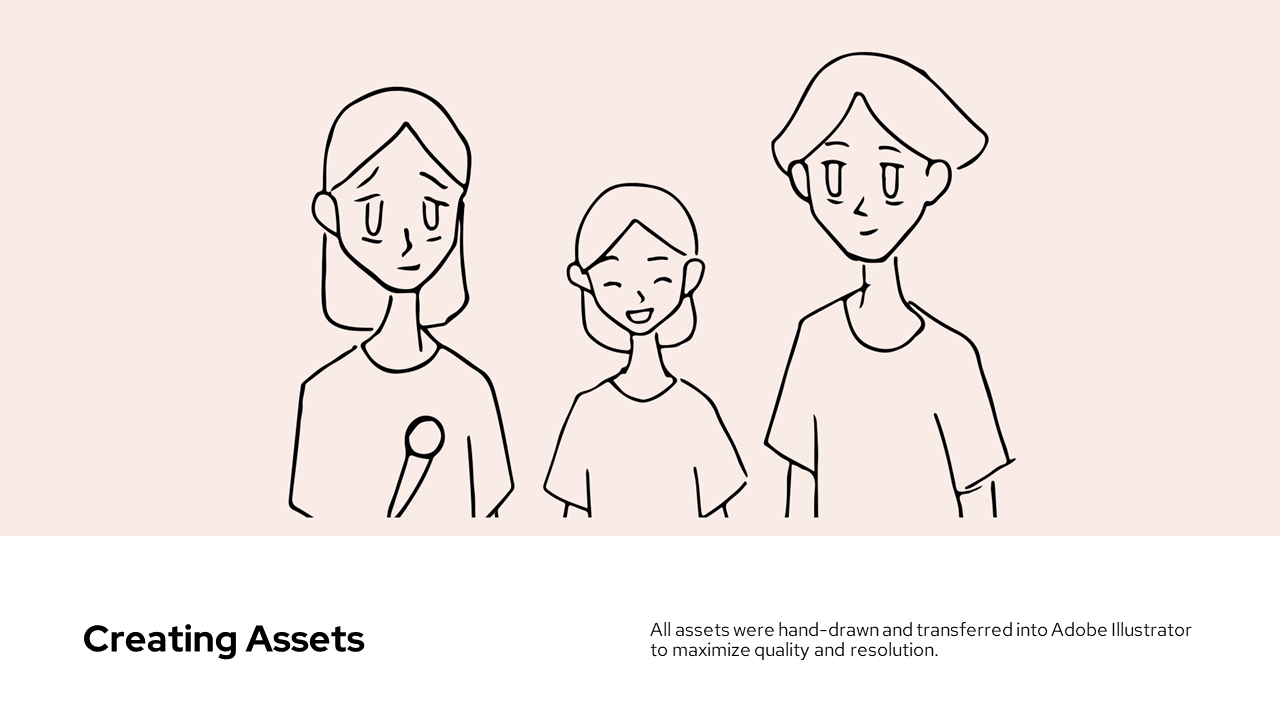 Creating Assets
All assets were hand-drawn and transferred into Adobe Illustrator
to maximize quality and resolution.